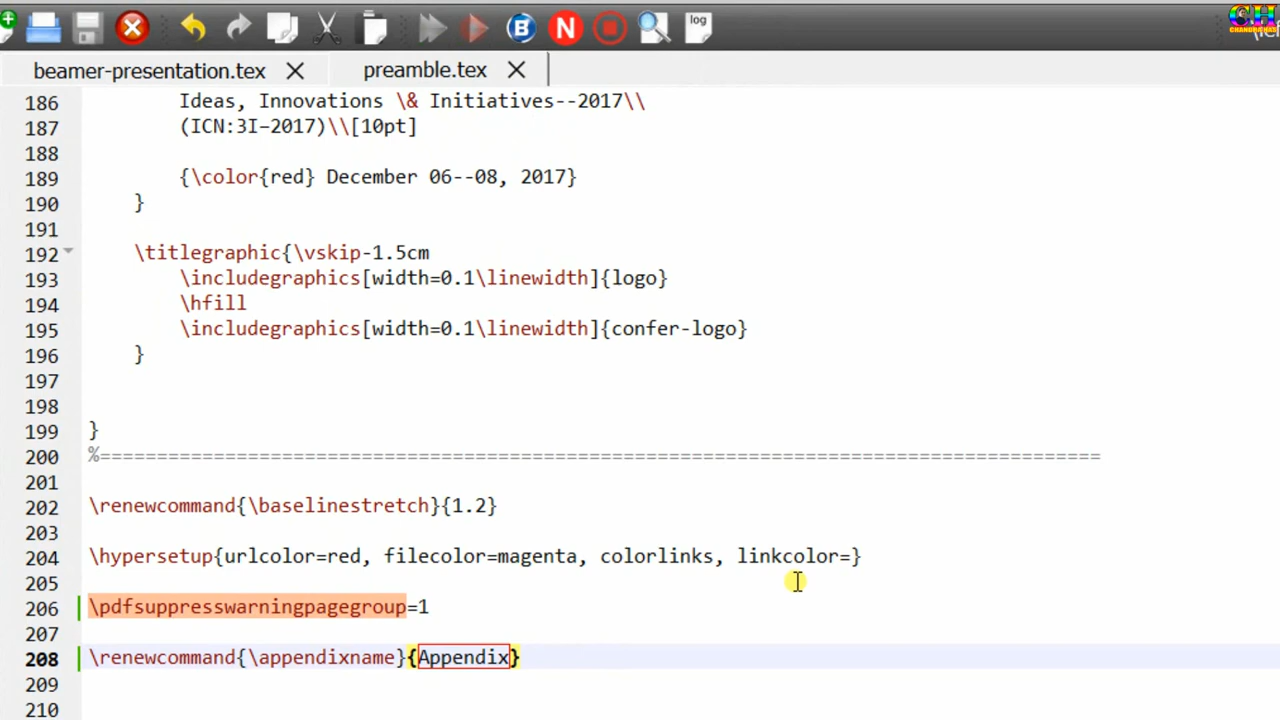 CH
CHANDRAHAS
B
N
log
beamer-presentation.tex
preamble.tex
186 Ideas, Innovations \& Initiatives--2017\\
187 (ICN:3I–2017)\\[10pt]
188
189 {\color{red} December 06--08, 2017}
190 }
191
192 \titlegraphic{\vskip-1.5cm
193 \includegraphics[width=0.1\linewidth]{logo}
194 \hfill
195 \includegraphics[width=0.1\linewidth]{confer-logo}
196 }
197
198
199 }
200 %===============================================================================
201
202 \renewcommand{\baselinestretch}{1.2}
203
204 \hypersetup{urlcolor=red, filecolor=magenta, colorlinks, linkcolor=}
205
206 \pdfsuppresswarningpagegroup=1
207
208 \renewcommand{\appendixname}{Appendix}
209
210